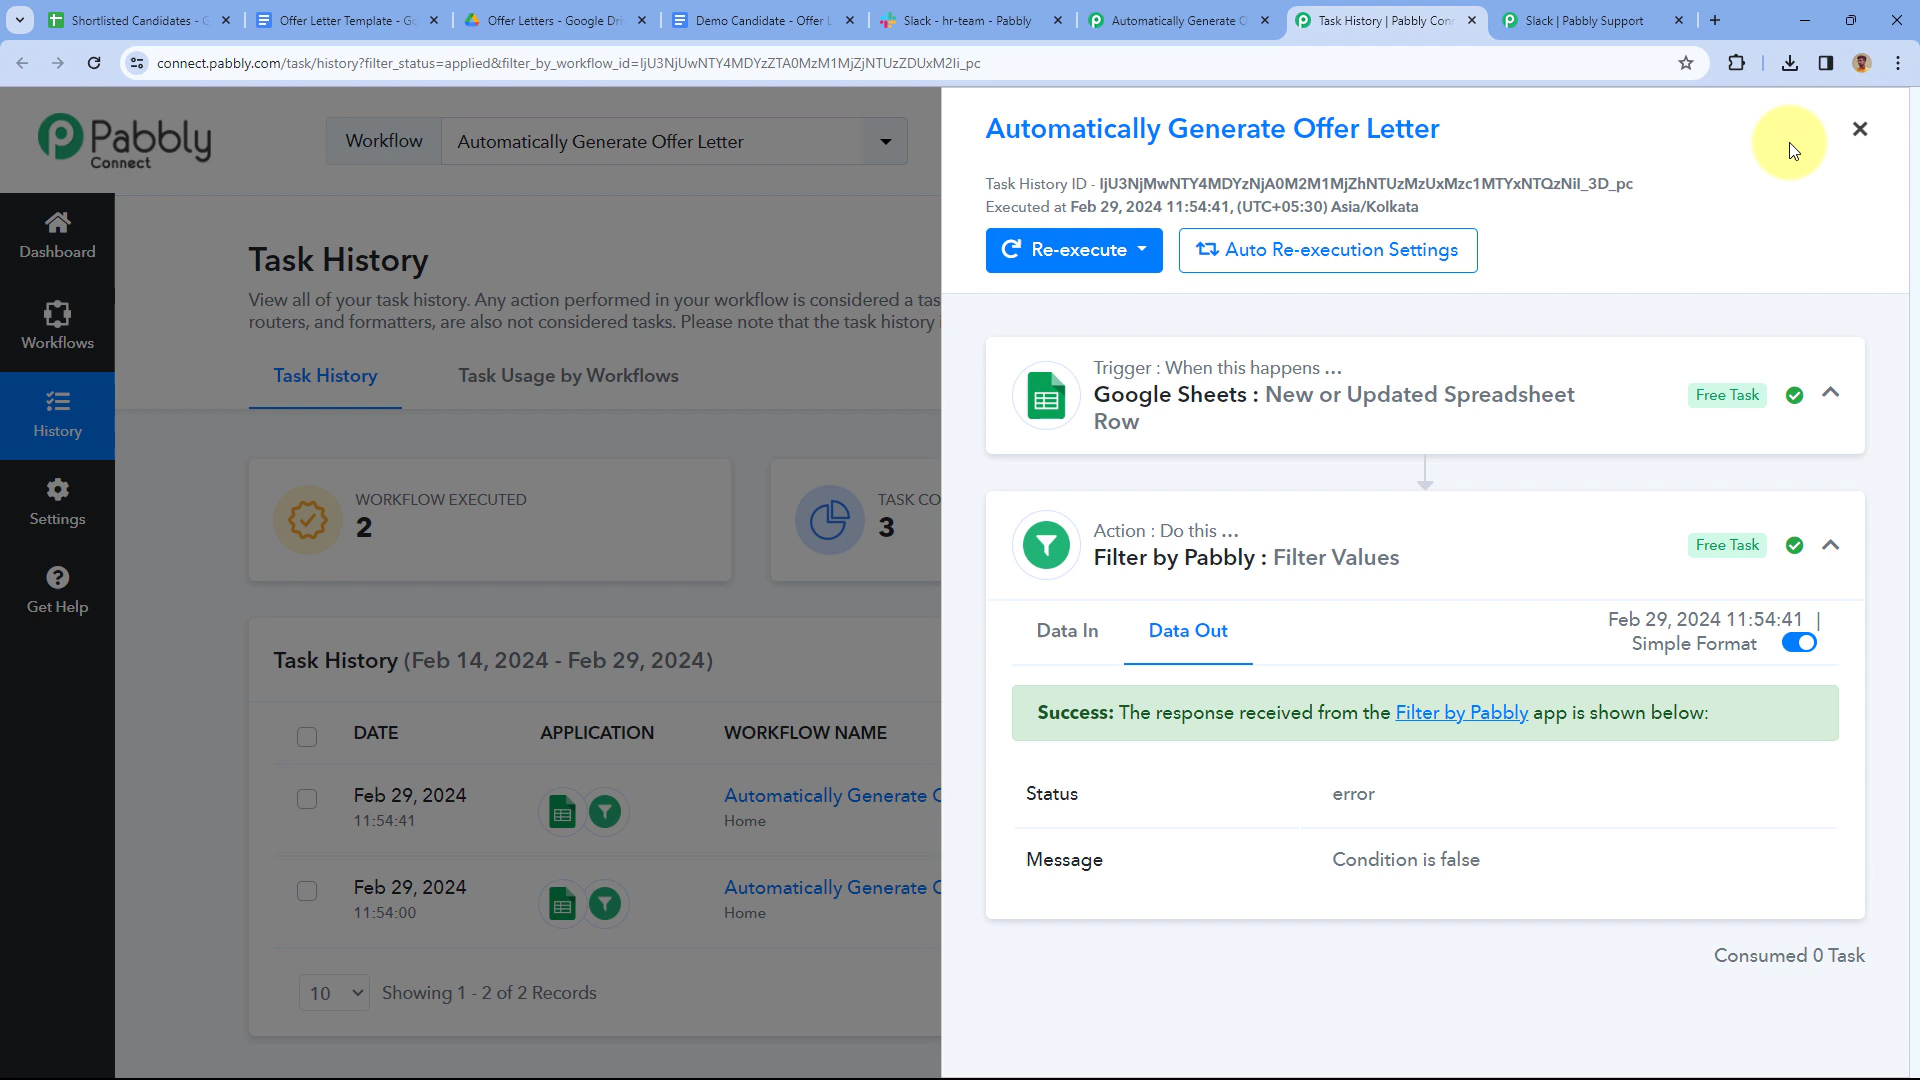 Shortlisted Candidates - G
Offer Letter Template - Go
Offer Letters - Google Dri
Demo Candidate - Offer L
Slack - hr-team - Pabbly
Automatically Generate O
Task History | Pabbly Con
Slack | Pabbly Support
connect.pabbly.com/task/history?filter_status=applied&filter_by_workflow_id=IjU3NjUwNTY4MDYzZTA0MzM1MjZjNTUzZDUxM2Ii_pc
Pabbly
Connect
Workflow
Automatically Generate Offer Letter
Dashboard
Workflows
History
Settings
Get Help
Task History
View all of your task history. Any action performed in your workflow is considered a tas
routers, and formatters, are also not considered tasks. Please note that the task history i
Task History
Task Usage by Workflows
WORKFLOW EXECUTED
2
TASK CO
3
Task History (Feb 14, 2024 - Feb 29, 2024)
DATE
APPLICATION
WORKFLOW NAME
Feb 29, 2024
11:54:41
Automatically Generate O
Home
Feb 29, 2024
11:54:00
Automatically Generate O
Home
10
Showing 1 - 2 of 2 Records
Automatically Generate Offer Letter
Task History ID - IjU3NjMwNTY4MDYzNjA0M2M1MjZhNTUzMzUxMzc1MTYxNTQzNiI_3D_pc
Executed at Feb 29, 2024 11:54:41, (UTC+05:30) Asia/Kolkata
Re-execute
Auto Re-execution Settings
Trigger : When this happens ...
Google Sheets : New or Updated Spreadsheet
Row
Free Task
Action : Do this ...
Filter by Pabbly : Filter Values
Free Task
Data In
Data Out
Feb 29, 2024 11:54:41 |
Simple Format
Success: The response received from the Filter by Pabbly app is shown below:
Status
error
Message
Condition is false
Consumed 0 Task